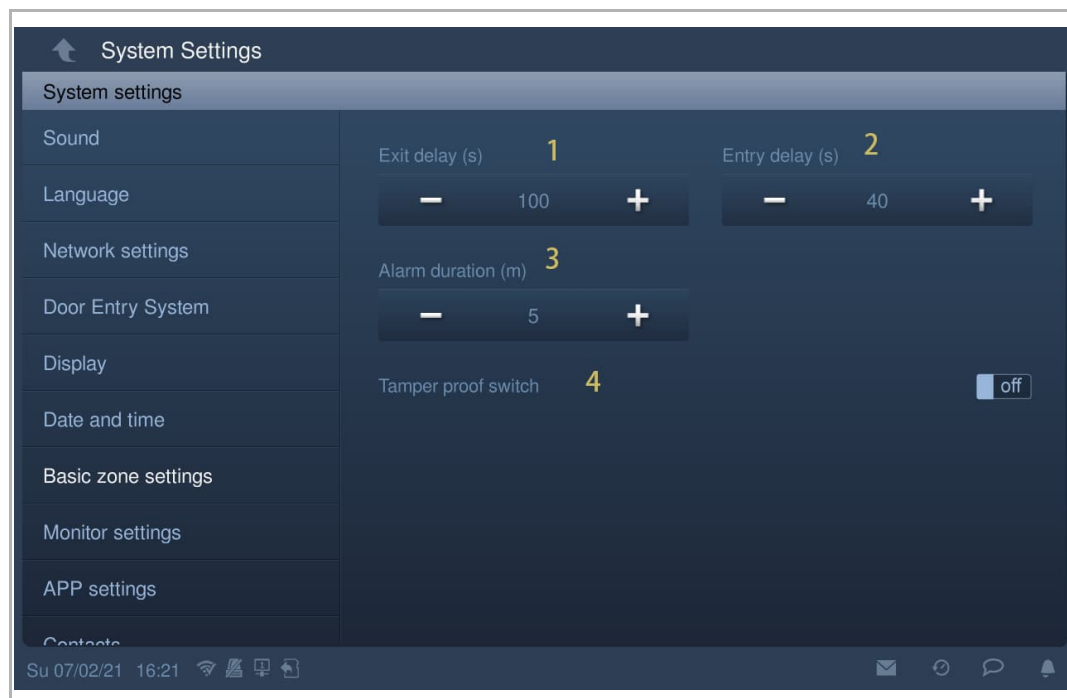 System Settings
System settings
Sound
Language
Network settings
Door Entry System
Display
Date and time
Basic zone settings
Monitor settings
APP settings
Contacts
Exit delay (s) 1
Entry delay (s) 2
− 100 +
− 40 +
Alarm duration (m) 3
− 5 +
Tamper proof switch 4
off
Su 07/02/21 16:21